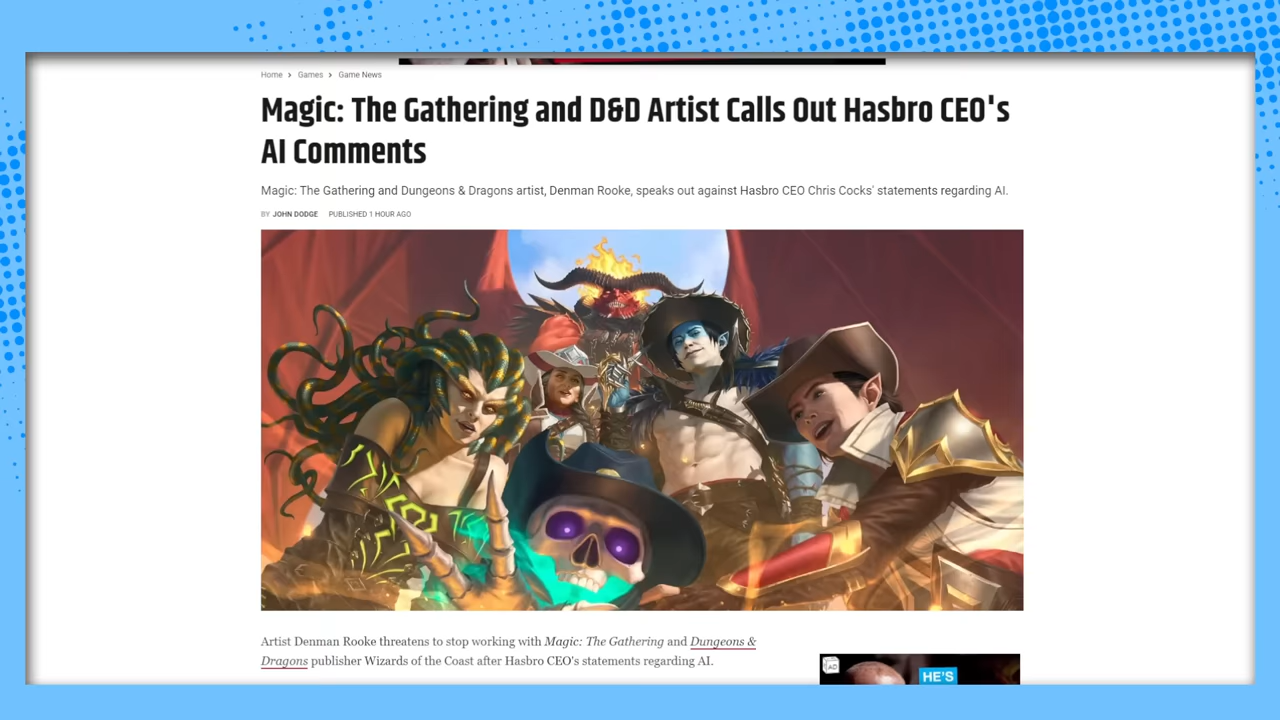 Home > Games > Game News
Magic: The Gathering and D&D Artist Calls Out Hasbro CEO's
AI Comments
Magic: The Gathering and Dungeons & Dragons artist, Denman Rooke, speaks out against Hasbro CEO Chris Cocks' statements regarding AI.
BY JOHN DODGE PUBLISHED 1 HOUR AGO
Artist Denman Rooke threatens to stop working with Magic: The Gathering and Dungeons &
Dragons publisher Wizards of the Coast after Hasbro CEO's statements regarding AI.
AD
HE'S